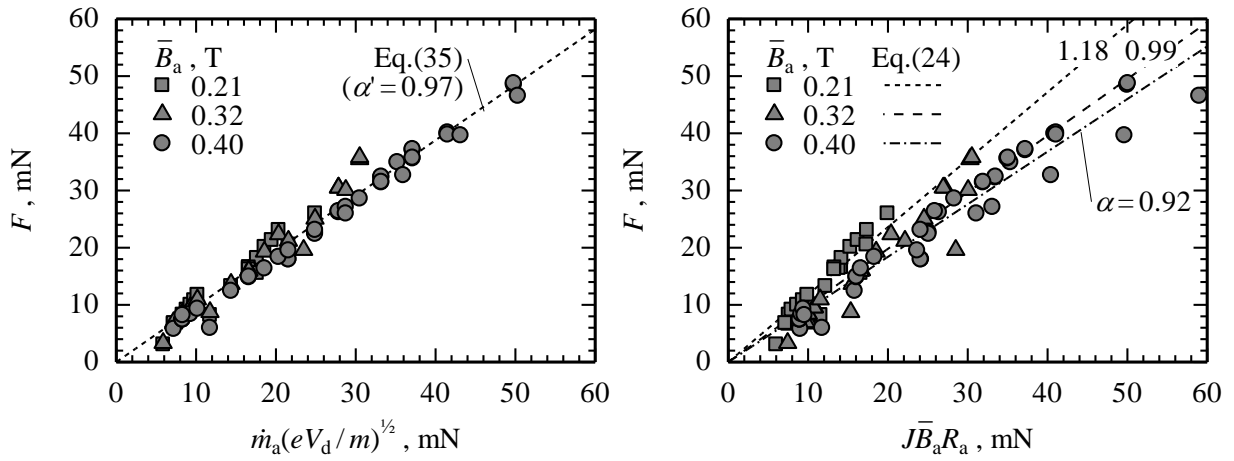 60
50
40
30
20
10
0
F , mN
B̅a , T
0.21
0.32
0.40
Eq.(35)
(α' = 0.97)
0 10 20 30 40 50 60
ṁa(eVd / m)^½ , mN
60
50
40
30
20
10
0
F , mN
B̅a , T Eq.(24)
0.21
0.32
0.40
1.18 0.99
α = 0.92
0 10 20 30 40 50 60
JB̅aRa , mN